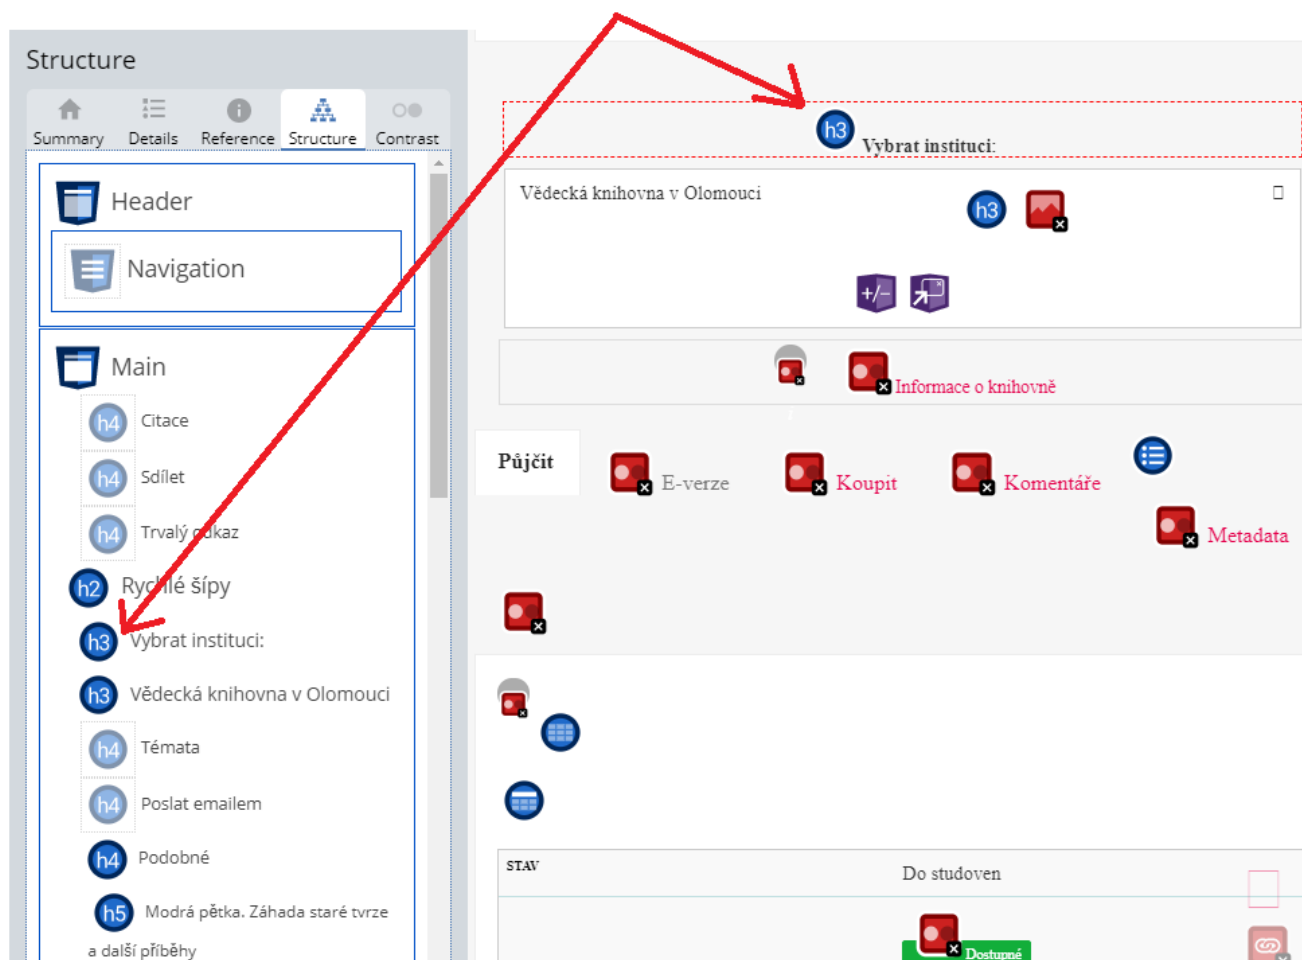 Structure
Summary
Details
Reference
Structure
Contrast
Header
Navigation
Main
h4 Citace
h4 Sdílet
h4 Trvalý odkaz
h2 Rychlé šípy
h3 Vybrat instituci:
h3 Vědecká knihovna v Olomouci
h4 Témata
h4 Poslat emailem
h4 Podobné
h5 Modrá pětka. Záhada staré tvrze
a další příběhy
h3 Vybrat instituci:
Vědecká knihovna v Olomouci
h3
+/-
Informace o knihovně
Půjčit
E-verze
Koupit
Komentáře
Metadata
STAV
Do studoven
Dostupné